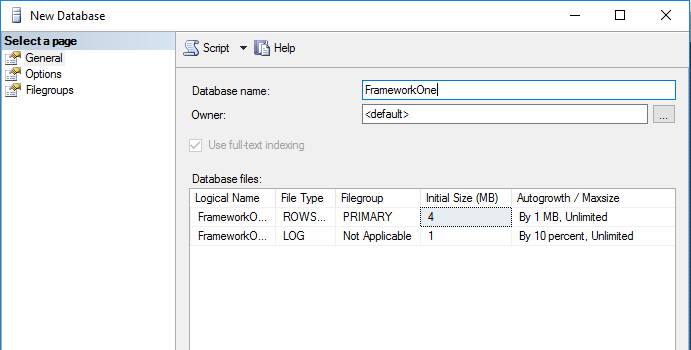 New Database
Select a page
General
Options
Filegroups
Script Help
Database name: FrameworkOne
Owner: <default> ...
Use full-text indexing
Database files:
Logical Name File Type Filegroup Initial Size (MB) Autogrowth / Maxsize
FrameworkO... ROWS... PRIMARY 4 By 1 MB, Unlimited
FrameworkO... LOG Not Applicable 1 By 10 percent, Unlimited